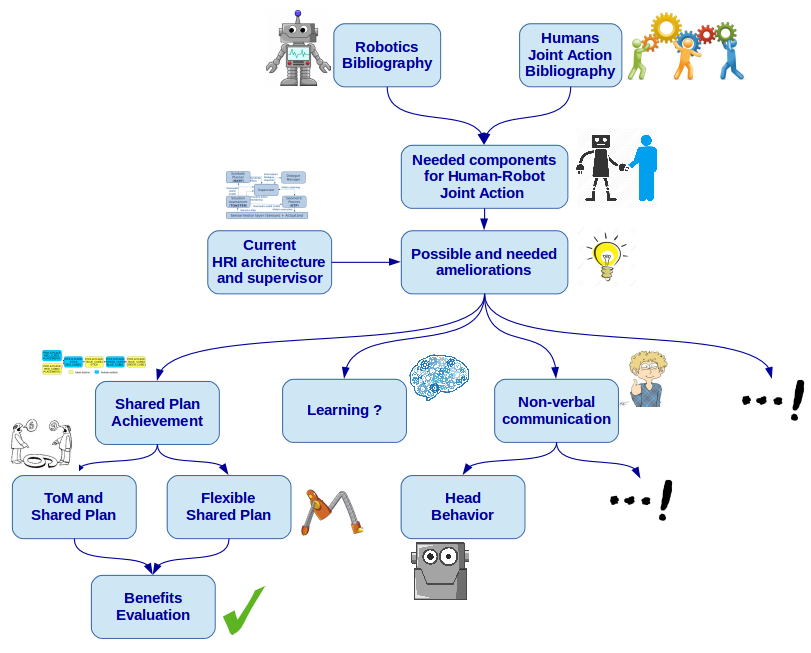 Robotics
Bibliography
Humans
Joint Action
Bibliography
Needed components
for Human-Robot
Joint Action
Supervisor
Current
HRI architecture
and supervisor
Possible and needed
ameliorations
Shared Plan
Achievement
Learning ?
Non-verbal
communication
---!
ToM and
Shared Plan
Flexible
Shared Plan
Head
Behavior
---!
Benefits
Evaluation